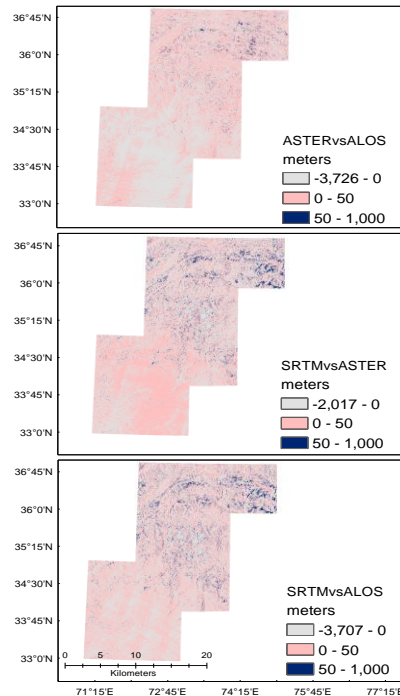 36°45'N
36°0'N
35°15'N
34°30'N
33°45'N
33°0'N
ASTERvsALOS
meters
-3,726 - 0
0 - 50
50 - 1,000
36°45'N
36°0'N
35°15'N
34°30'N
33°45'N
33°0'N
SRTMvsASTER
meters
-2,017 - 0
0 - 50
50 - 1,000
36°45'N
36°0'N
35°15'N
34°30'N
33°45'N
33°0'N
SRTMvsALOS
meters
-3,707 - 0
0 - 50
50 - 1,000
0 5 10 20
Kilometers
71°15'E 72°45'E 74°15'E 75°45'E 77°15'E